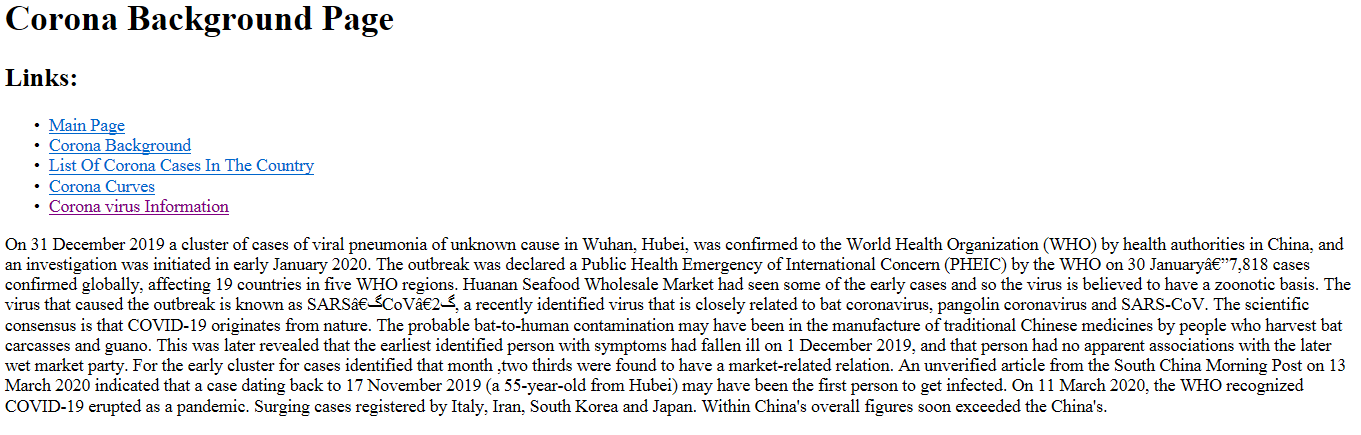 Corona Background Page
Links:
• Main Page
• Corona Background
• List Of Corona Cases In The Country
• Corona Curves
• Corona virus Information
On 31 December 2019 a cluster of cases of viral pneumonia of unknown cause in Wuhan, Hubei, was confirmed to the World Health Organization (WHO) by health authorities in China, and
an investigation was initiated in early January 2020. The outbreak was declared a Public Health Emergency of International Concern (PHEIC) by the WHO on 30 Januaryâ€”7,818 cases
confirmed globally, affecting 19 countries in five WHO regions. Huanan Seafood Wholesale Market had seen some of the early cases and so the virus is believed to have a zoonotic basis. The
virus that caused the outbreak is known as SARSâ€گCoVâ€گ2, a recently identified virus that is closely related to bat coronavirus, pangolin coronavirus and SARS-CoV. The scientific
consensus is that COVID-19 originates from nature. The probable bat-to-human contamination may have been in the manufacture of traditional Chinese medicines by people who harvest bat
carcasses and guano. This was later revealed that the earliest identified person with symptoms had fallen ill on 1 December 2019, and that person had no apparent associations with the later
wet market party. For the early cluster for cases identified that month ,two thirds were found to have a market-related relation. An unverified article from the South China Morning Post on 13
March 2020 indicated that a case dating back to 17 November 2019 (a 55-year-old from Hubei) may have been the first person to get infected. On 11 March 2020, the WHO recognized
COVID-19 erupted as a pandemic. Surging cases registered by Italy, Iran, South Korea and Japan. Within China's overall figures soon exceeded the China's.